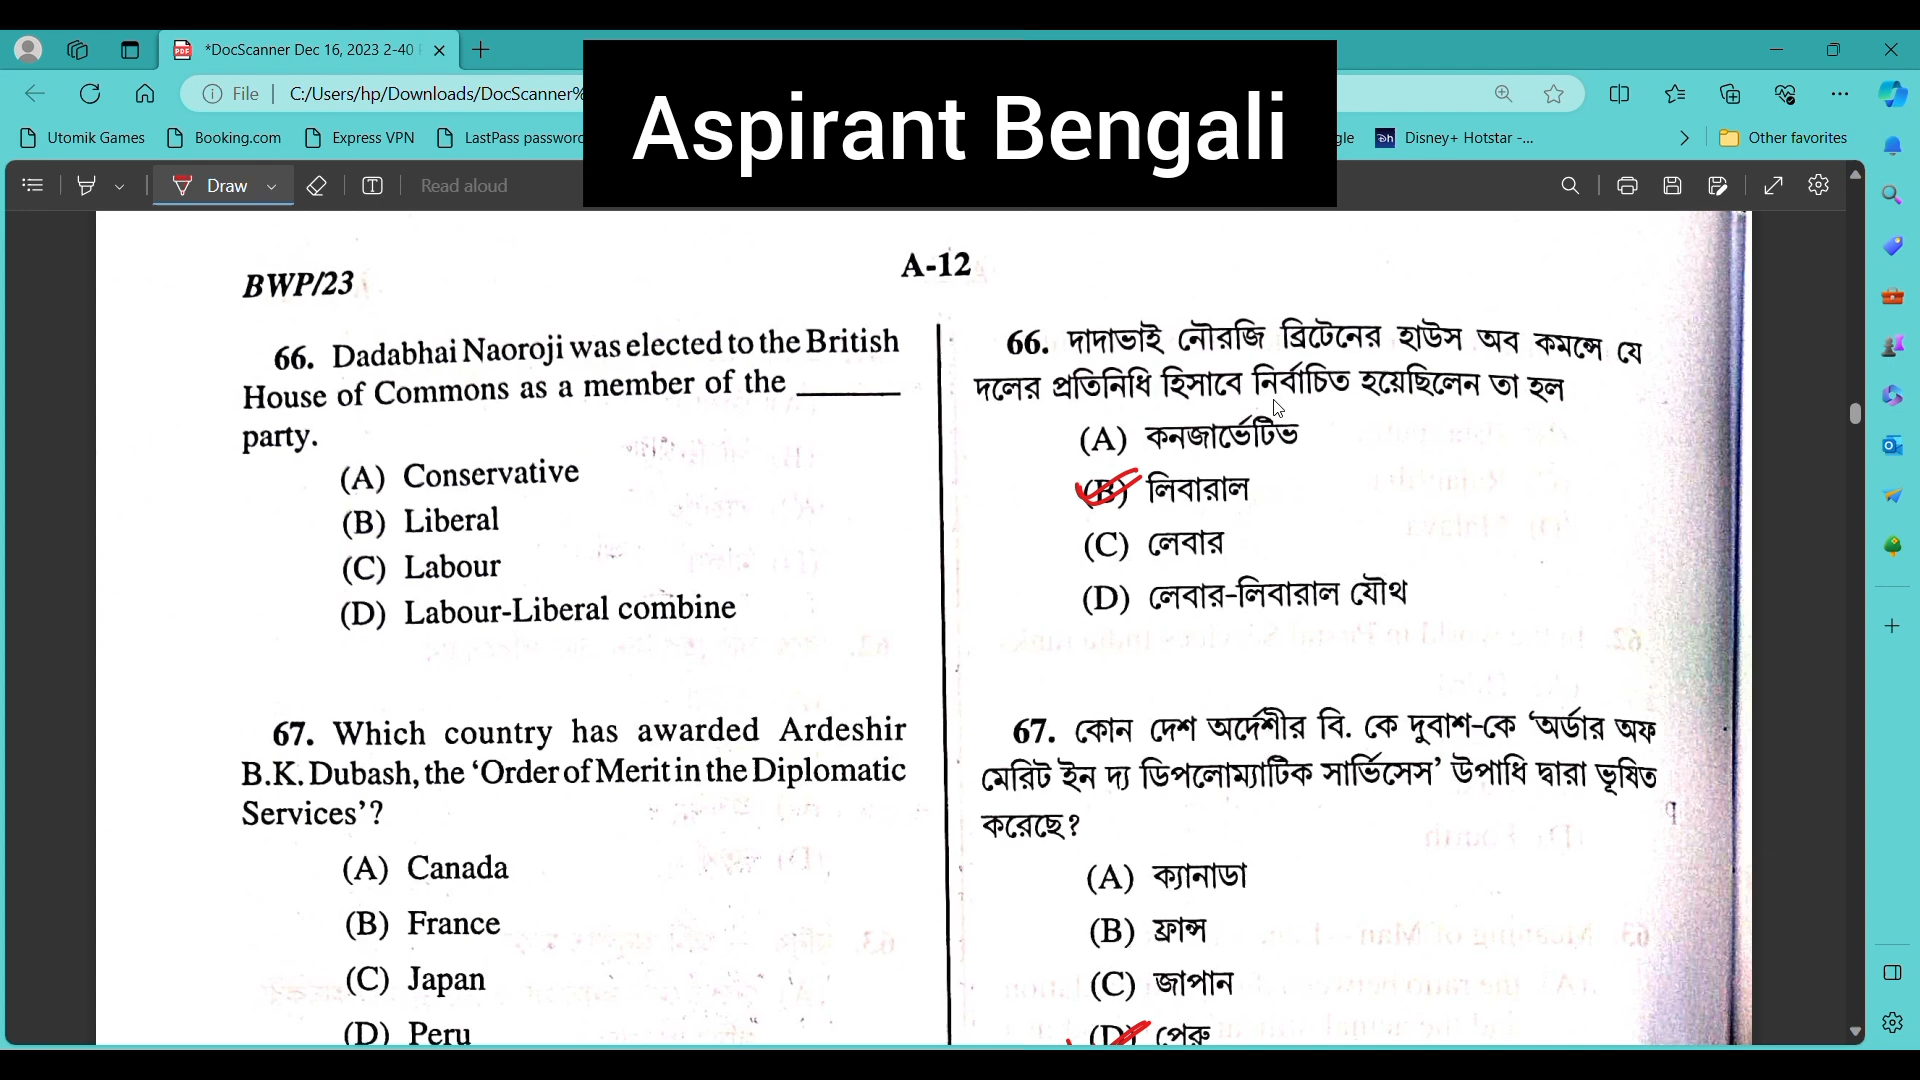 *DocScanner Dec 16, 2023 2-40
File
C:/Users/hp/Downloads/DocScanner%
Aspirant Bengali
Utomik Games
Booking.com
Express VPN
LastPass password
Disney+ Hotstar -...
Other favorites
Draw
Read aloud
BWP/23
A-12
66. Dadabhai Naoroji was elected to the British
House of Commons as a member of the ______
party.
(A) Conservative
(B) Liberal
(C) Labour
(D) Labour-Liberal combine
67. Which country has awarded Ardeshir
B.K. Dubash, the ‘Order of Merit in the Diplomatic
Services’?
(A) Canada
(B) France
(C) Japan
(D) Peru
66. দাদাভাই নৌরজি ব্রিটেনের হাউস অব কমন্সে যে
দলের প্রতিনিধি হিসাবে নির্বাচিত হয়েছিলেন তা হল
(A) কনজার্ভেটিভ
(B) লিবারাল
(C) লেবার
(D) লেবার-লিবারাল যৌথ
67. কোন দেশ অর্দেশীর বি. কে দুবাশ-কে ‘অর্ডার অফ
মেরিট ইন দ্য ডিপলোম্যাটিক সার্ভিসেস’ উপাধি দ্বারা ভূষিত
করেছে?
(A) ক্যানাডা
(B) ফ্রান্স
(C) জাপান
(D) পেরু